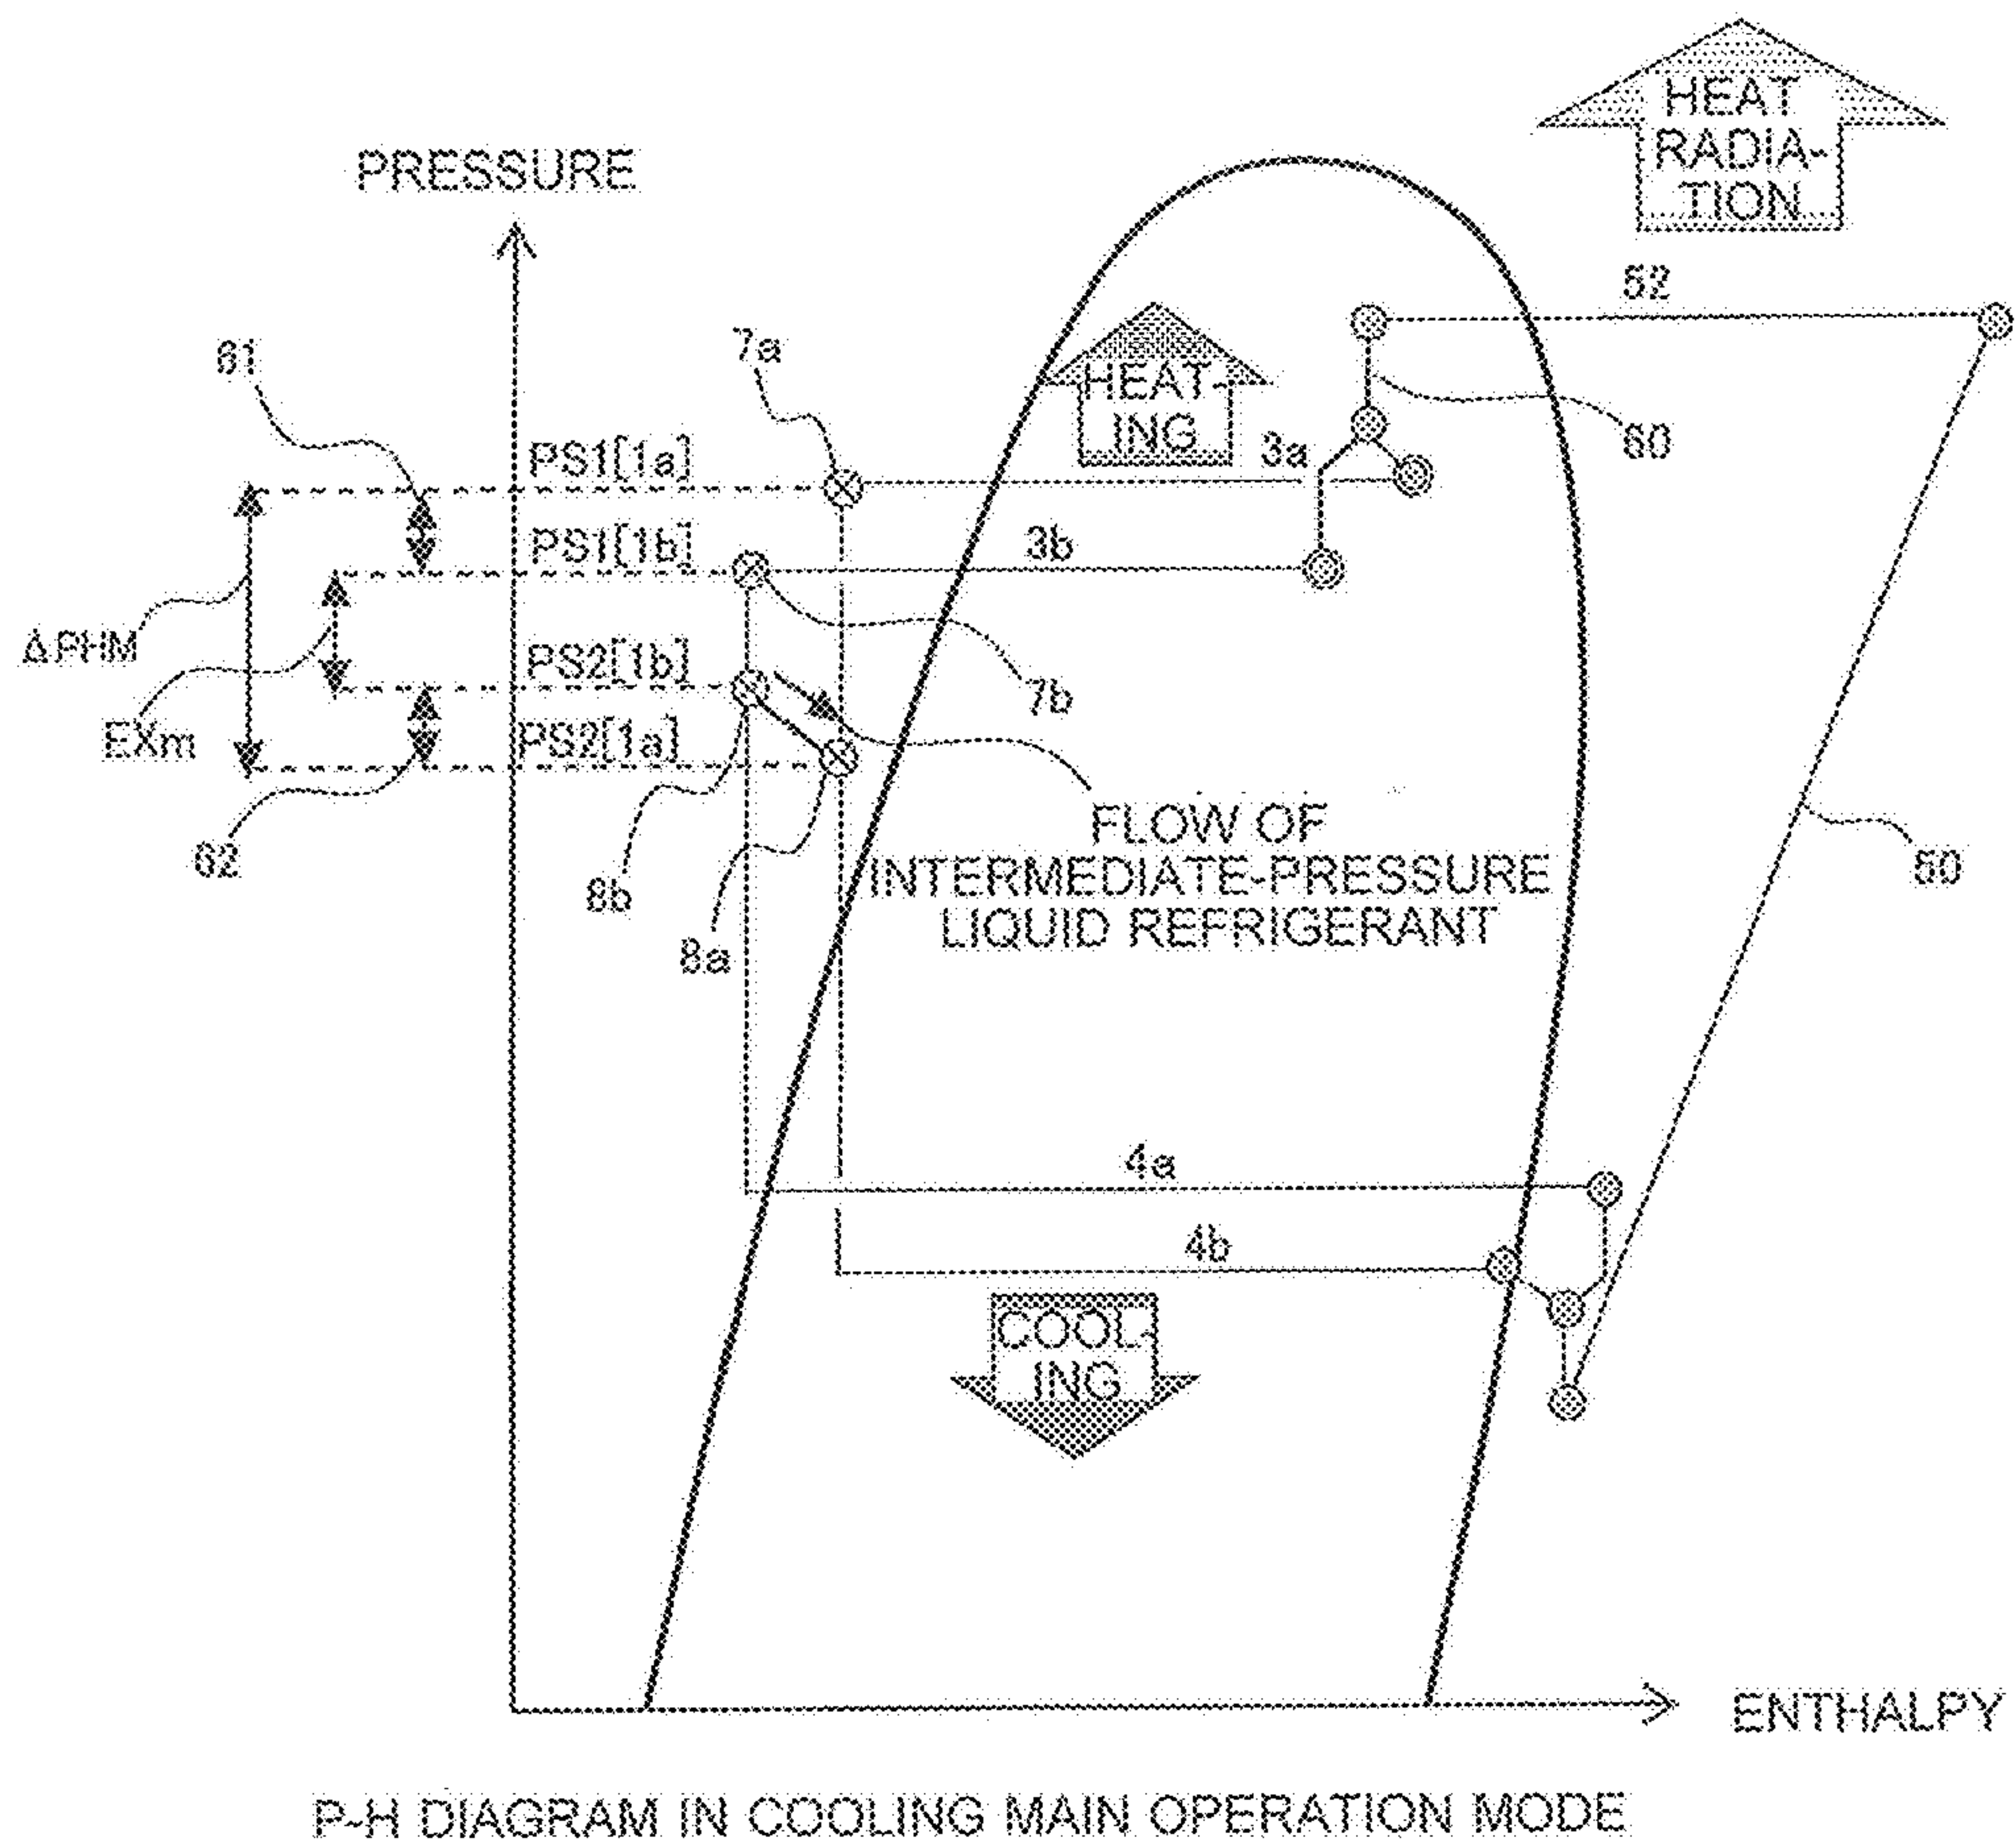 HEAT
RADIA-
TION
PRESSURE
52
61
7a
HEAT-
ING
60
PS1[1a]
3a
PS1[1b]
3b
ΔPHM
PS2[1b]
7b
EXm
PS2[1a]
62
8b
8a
FLOW OF
INTERMEDIATE-PRESSURE
LIQUID REFRIGERANT
50
4a
4b
COOL-
ING
ENTHALPY
P-H DIAGRAM IN COOLING MAIN OPERATION MODE